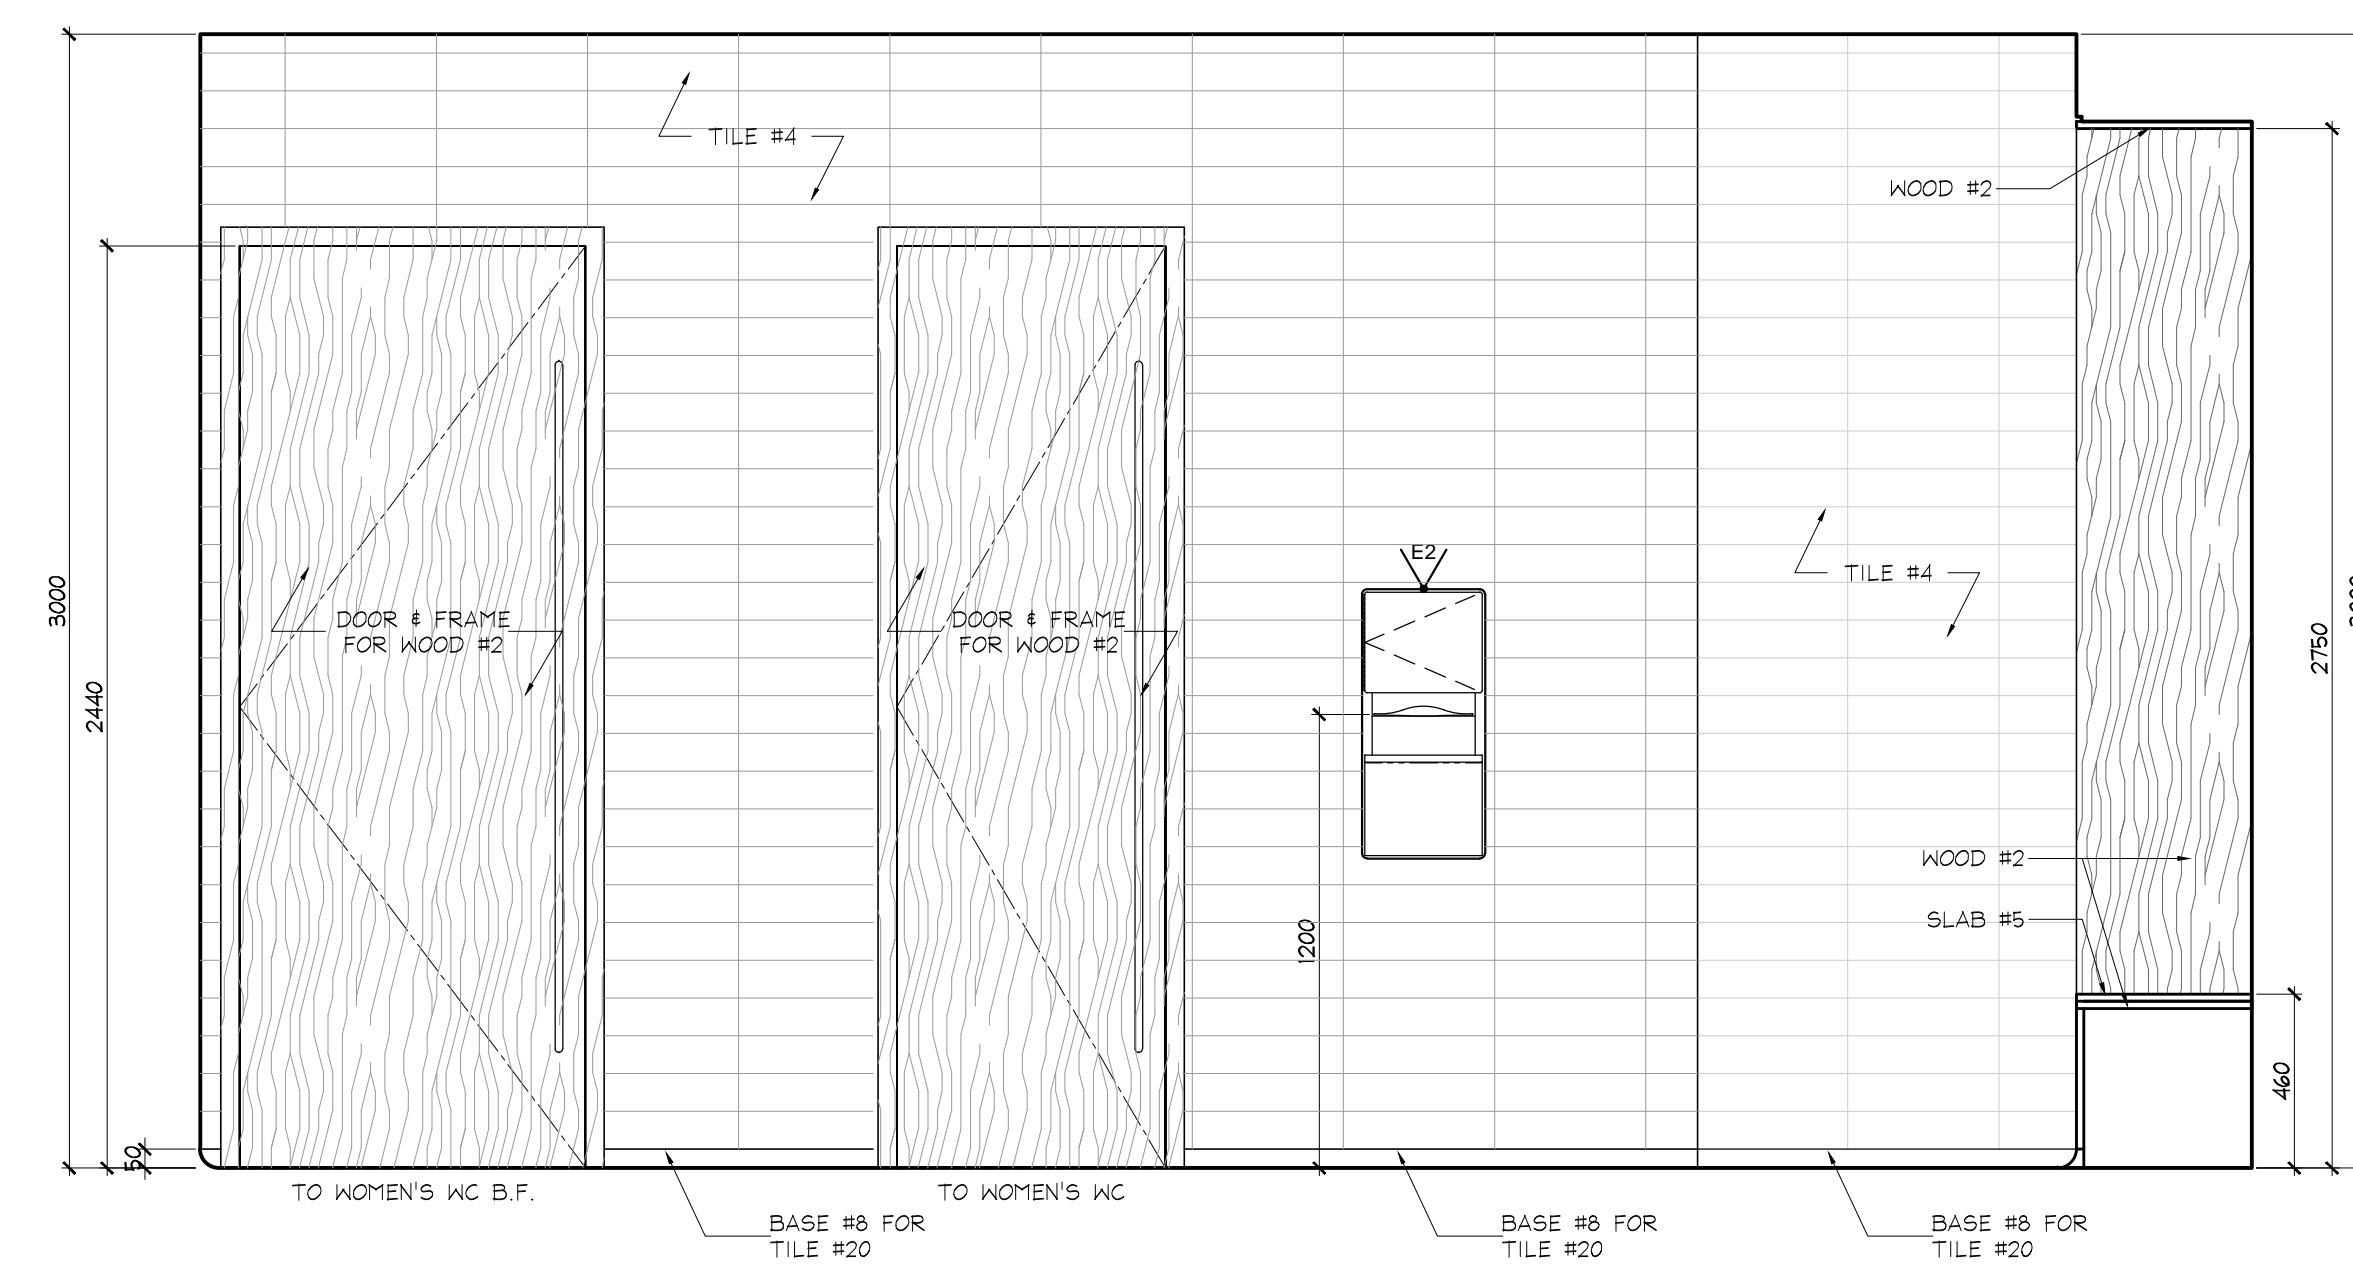 TILE #4
WOOD #2
3000
2440
50
DOOR & FRAME
FOR WOOD #2
DOOR & FRAME
FOR WOOD #2
E2
TILE #4
1200
2750
WOOD #2
SLAB #5
460
TO WOMEN'S WC B.F.
TO WOMEN'S WC
BASE #8 FOR
TILE #20
BASE #8 FOR
TILE #20
BASE #8 FOR
TILE #20